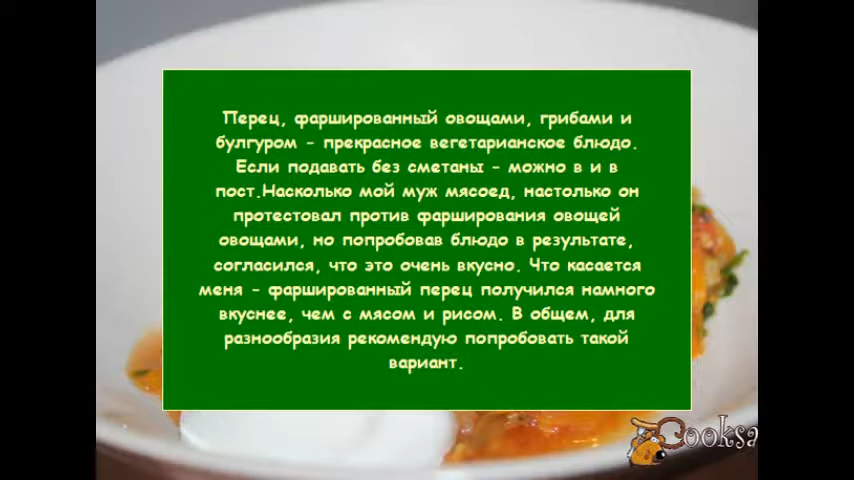 Перец, фаршированный овощами, грибами и
булгуром - прекрасное вегетарианское блюдо.
Если подавать без сметаны - можно в и в
пост.Насколько мой муж мясоед, настолько он
протестовал против фарширования овощей
овощами, но попробовав блюдо в результате,
согласился, что это очень вкусно. Что касается
меня - фаршированный перец получился намного
вкуснее, чем с мясом и рисом. В общем, для
разнообразия рекомендую попробовать такой
вариант.
Cooksa